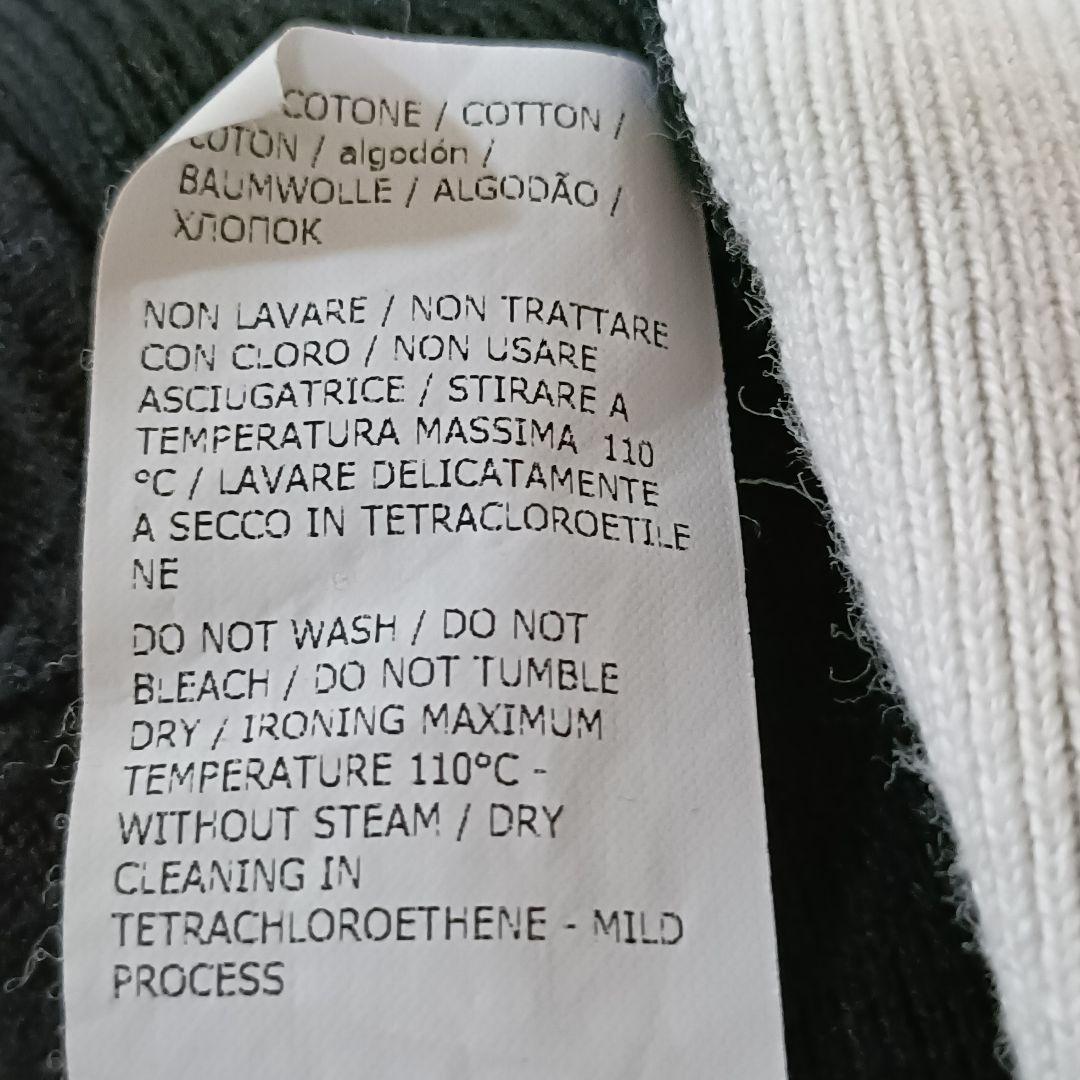 COTONE / COTTON /
COTON / algodón /
BAUMWOLLE / ALGODÃO /
ХЛОПОК
NON LAVARE / NON TRATTARE
CON CLORO / NON USARE
ASCIUGATRICE / STIRARE A
TEMPERATURA MASSIMA 110
°C / LAVARE DELICATAMENTE
A SECCO IN TETRACLOROETILE
NE
DO NOT WASH / DO NOT
BLEACH / DO NOT TUMBLE
DRY / IRONING MAXIMUM
TEMPERATURE 110°C -
WITHOUT STEAM / DRY
CLEANING IN
TETRACHLOROETHENE - MILD
PROCESS